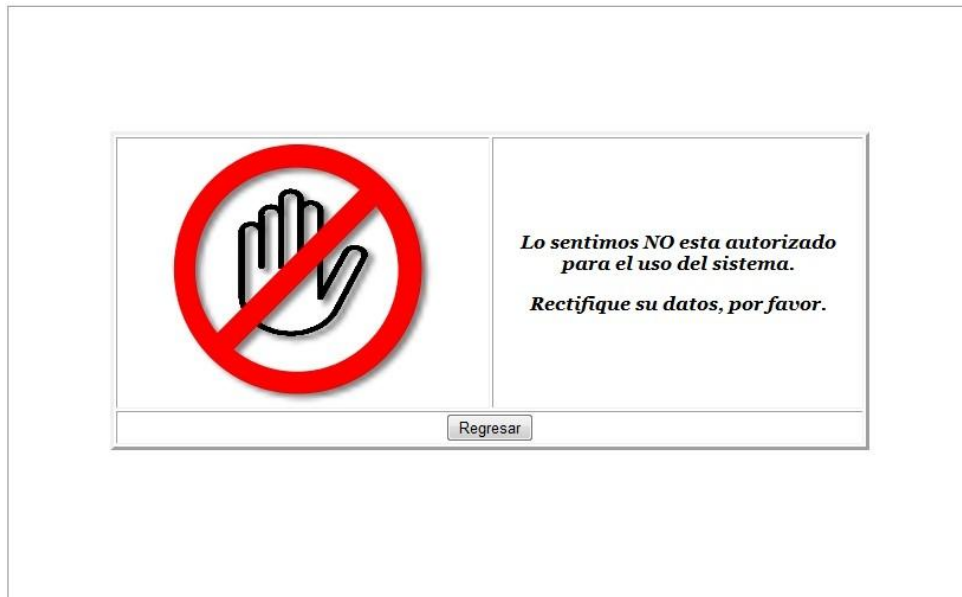 Lo sentimos NO esta autorizado
para el uso del sistema.
Rectifique su datos, por favor.
Regresar